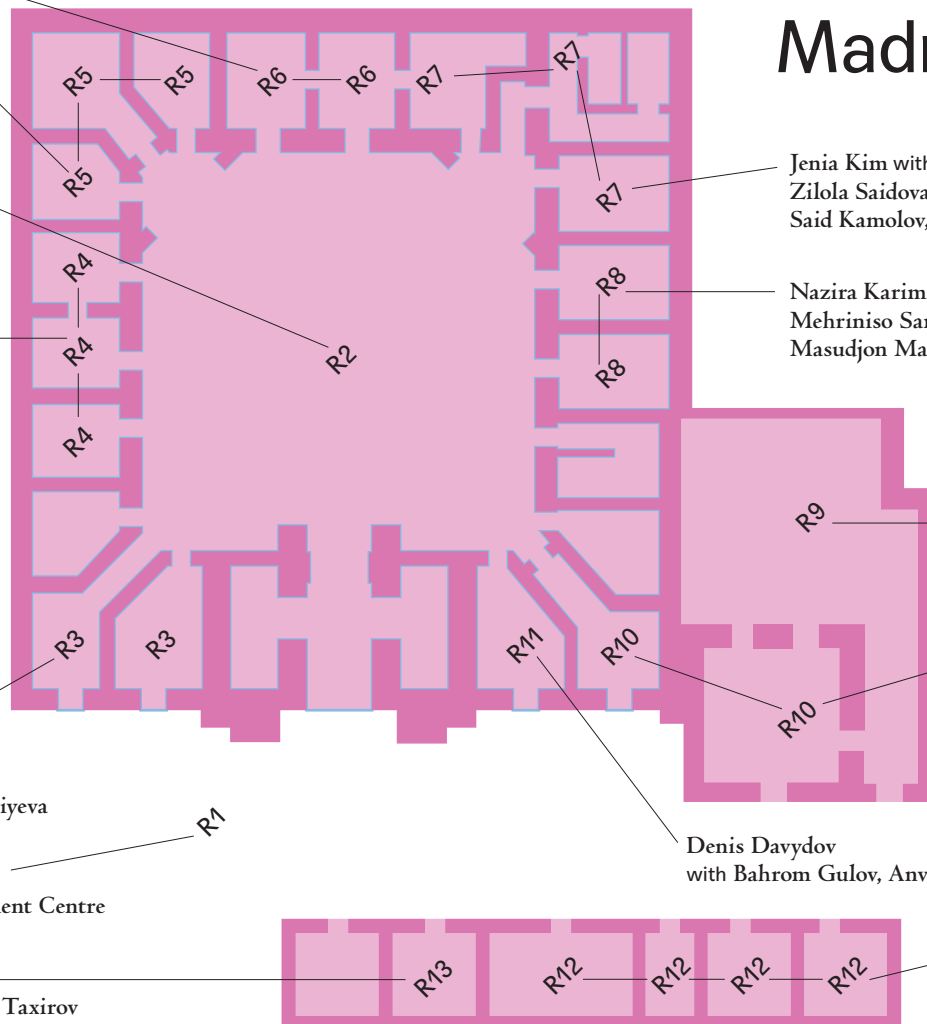 Madr
R5
R5
R6
R6
R7
R7
R5
R7
Jenia Kim with
Zilola Saidova
Said Kamolov,
R4
R8
Nazira Karim
Mehriniso Sar
Masudjon Ma
R4
R2
R8
R4
R9
R3
R3
R11
R10
R10
iyeva
R1
Denis Davydov
with Bahrom Gulov, Anv
ent Centre
R13
R12
R12
R12
R12
Taxirov